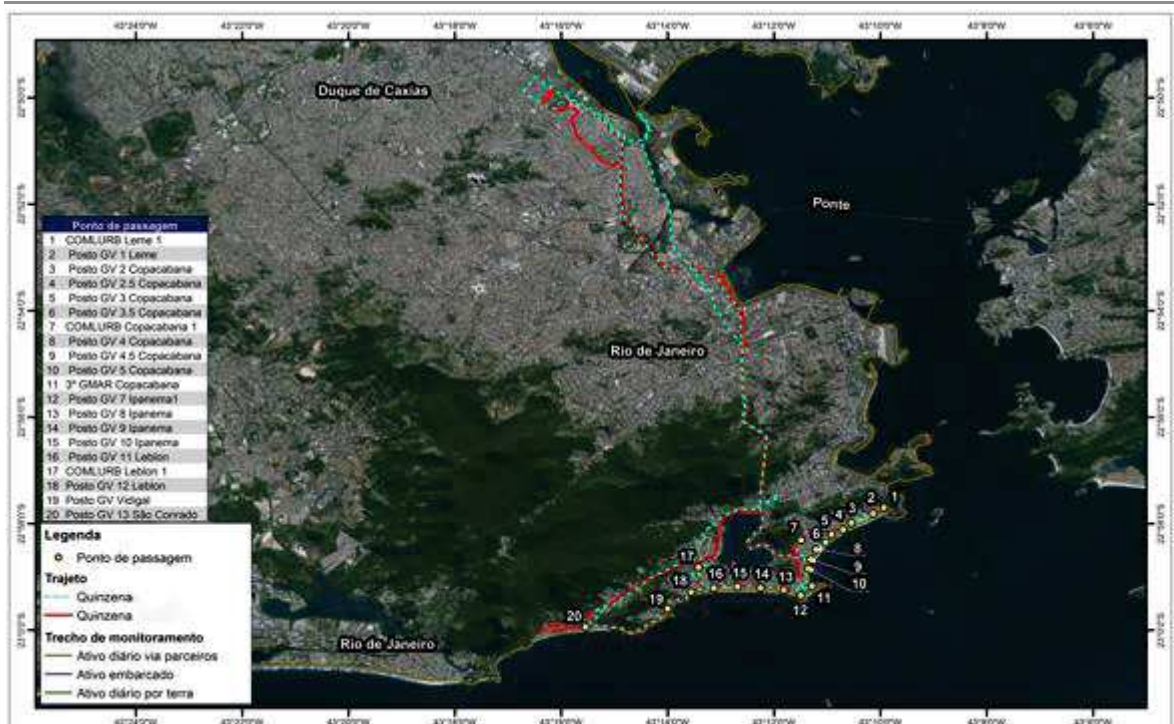 Duque de Caxias
Ponte
Rio de Janeiro
Rio de Janeiro
Ponto de passagem
1 COMLURB Leme 1
2 Posto GV 1 Leme
3 Posto GV 2 Copacabana
4 Posto GV 2.5 Copacabana
5 Posto GV 3 Copacabana
6 Posto GV 3.5 Copacabana
7 COMLURB Copacabana 1
8 Posto GV 4 Copacabana
9 Posto GV 4.5 Copacabana
10 Posto GV 5 Copacabana
11 3º GMAR Copacabana
12 Posto GV 7 Ipanema1
13 Posto GV 8 Ipanema
14 Posto GV 9 Ipanema
15 Posto GV 10 Ipanema
16 Posto GV 11 Leblon
17 COMLURB Leblon 1
18 Posto GV 12 Leblon
19 Posto GV Vidigal
20 Posto GV 13 São Conrado
Legenda
Ponto de passagem
Trajeto
Quinzena
Quinzena
Trecho de monitoramento
Ativo diário via parceiros
Ativo embarcado
Ativo diário por terra
1
2
3
4
5
6
7
8
9
10
11
12
13
14
15
16
17
18
19
20